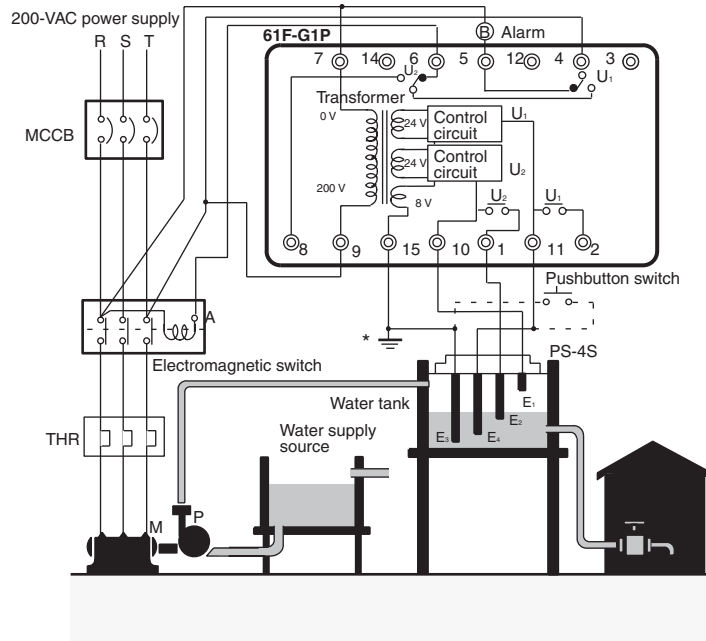 200-VAC power supply
R S T
61F-G1P
B Alarm
7 14 6 5 12 4 3
U₂
U₁
Transformer
0 V
24 V
Control circuit
U₁
24 V
Control circuit
U₂
200 V
8 V
U₂
U₁
8 9 15 10 1 11 2
MCCB
Pushbutton switch
A
*
PS-4S
Electromagnetic switch
Water tank
E₁
E₂
E₃
E₄
THR
Water supply
source
M
P